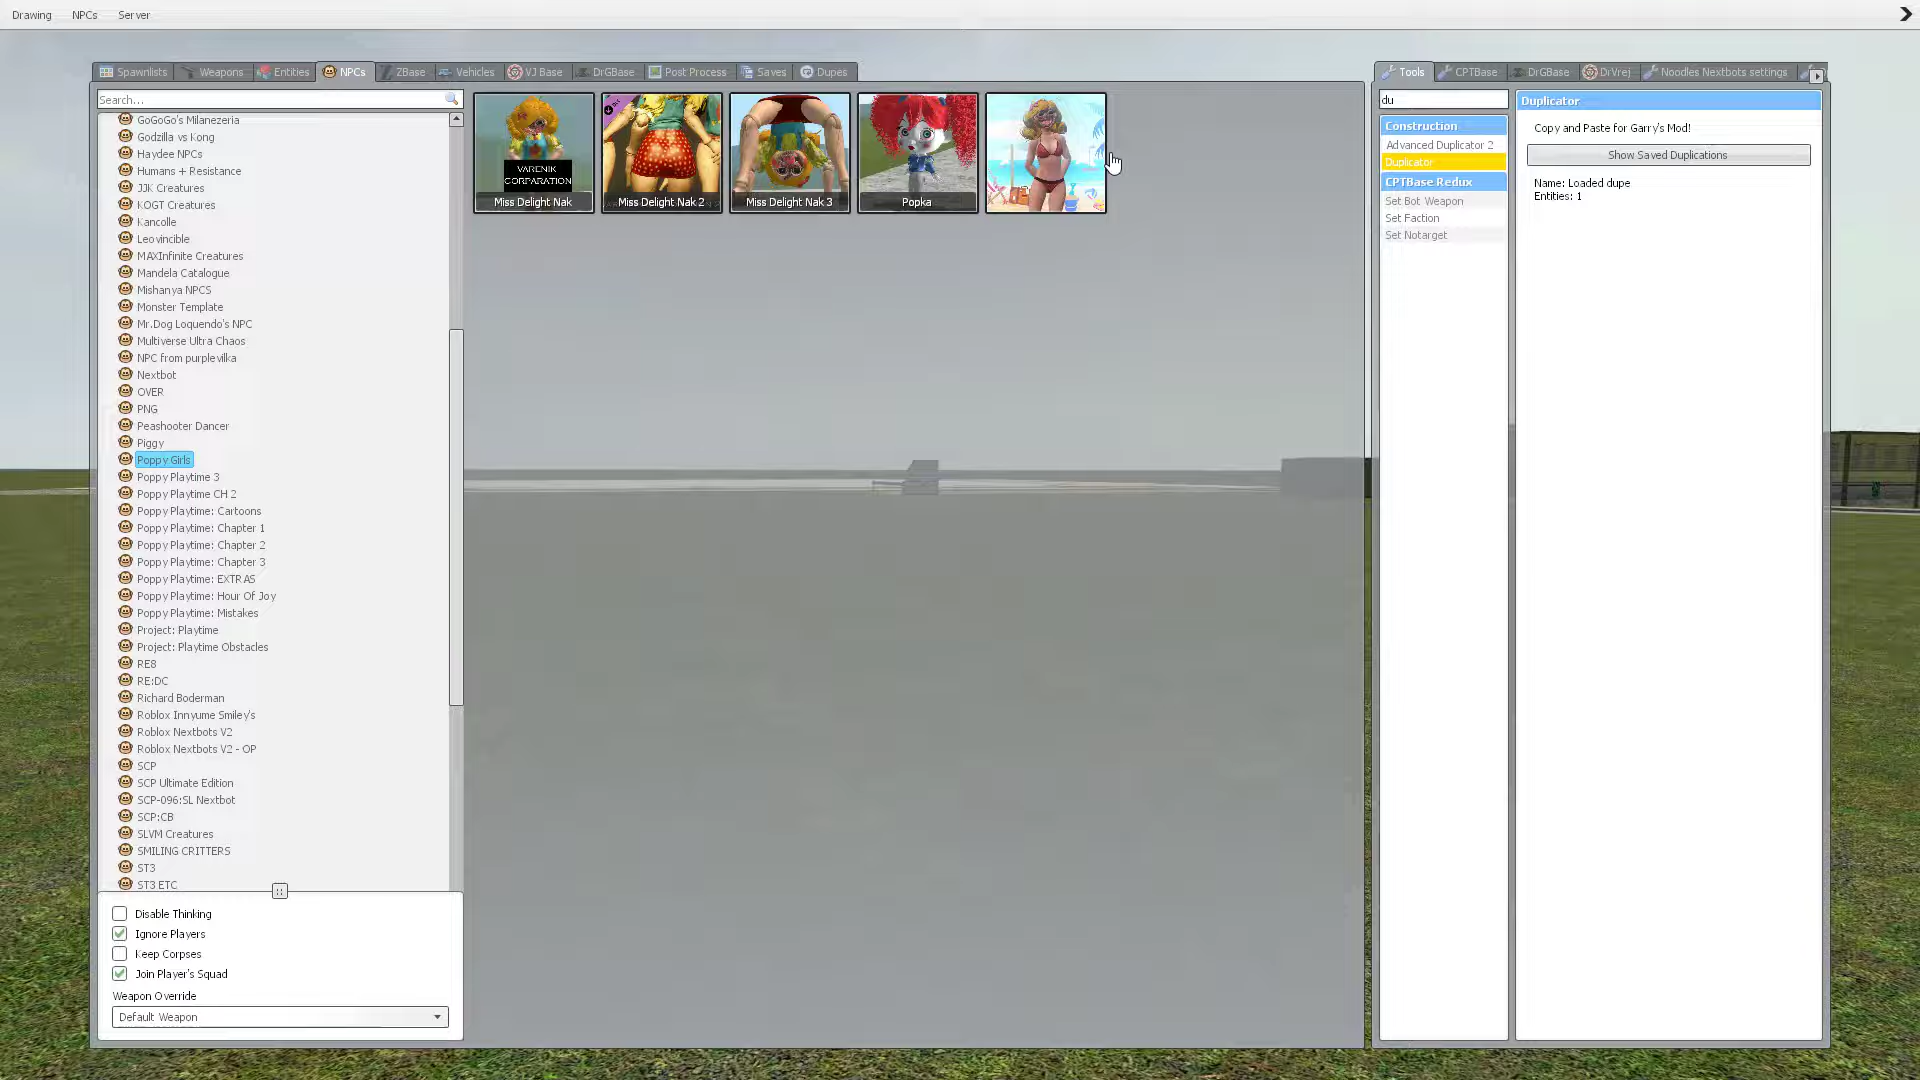 Drawing NPCs Server
Spawnlists Weapons Entities NPCs ZBase Vehicles VJ Base DrGBase Post Process Saves Dupes
Search...
GoGoGo's Milanezeria
Godzilla vs Kong
Haydee NPCs
Humans + Resistance
JJK Creatures
KOGT Creatures
Kancolle
Leovincible
MAXInfinite Creatures
Mandela Catalogue
Mishanya NPCS
Monster Template
Mr.Dog Loquendo's NPC
Multiverse Ultra Chaos
NPC from purplevilka
Nextbot
OVER
PNG
Peashooter Dancer
Piggy
Poppy Girls
Poppy Playtime 3
Poppy Playtime CH 2
Poppy Playtime: Cartoons
Poppy Playtime: Chapter 1
Poppy Playtime: Chapter 2
Poppy Playtime: Chapter 3
Poppy Playtime: EXTRAS
Poppy Playtime: Hour Of Joy
Poppy Playtime: Mistakes
Project: Playtime
Project: Playtime Obstacles
RE8
RE:DC
Richard Boderman
Roblox Innyume Smiley's
Roblox Nextbots V2
Roblox Nextbots V2 - OP
SCP
SCP Ultimate Edition
SCP-096:SL Nextbot
SCP:CB
SLVM Creatures
SMILING CRITTERS
ST3
ST3 ETC
Disable Thinking
Ignore Players
Keep Corpses
Join Player's Squad
Weapon Override
Default Weapon
VARENIK
CORPARATION
Miss Delight Nak
Miss Delight Nak 2
Miss Delight Nak 3
Popka
Tools CPTBase DrGBase DrVrej Noodles Nextbots settings
du
Construction
Advanced Duplicator 2
Duplicator
CPTBase Redux
Set Bot Weapon
Set Faction
Set Notarget
Duplicator
Copy and Paste for Garry's Mod!
Show Saved Duplications
Name: Loaded dupe
Entities: 1